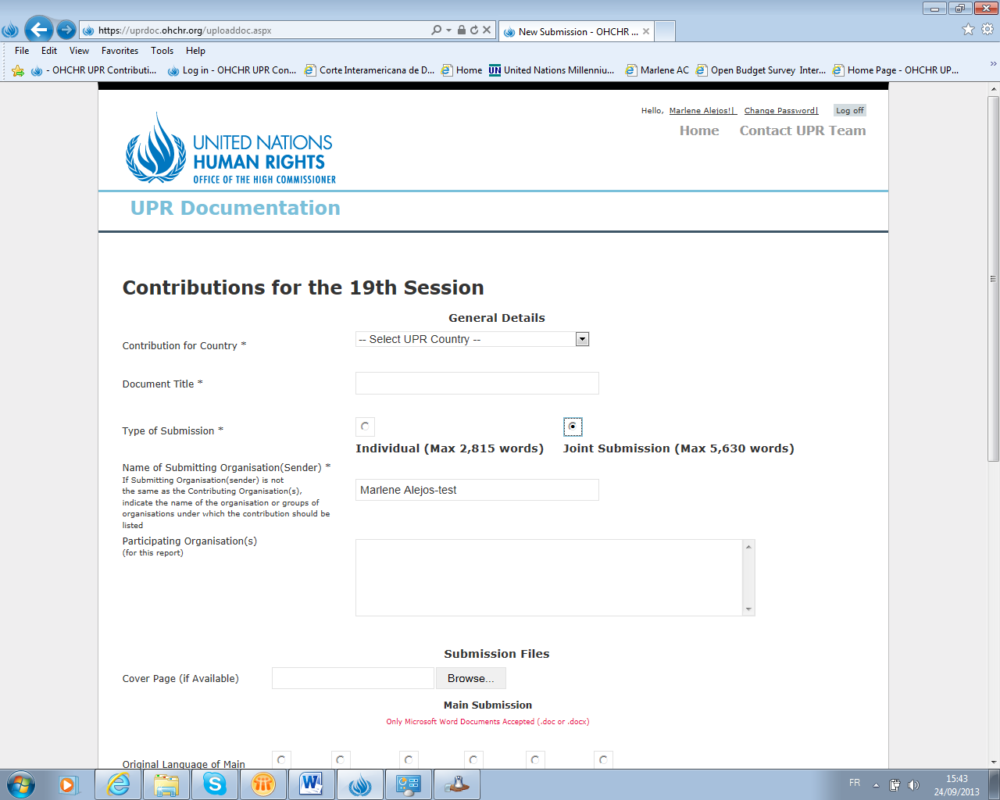 https://uprdoc.ohchr.org/uploaddoc.aspx
New Submission - OHCHR ...
File Edit View Favorites Tools Help
- OHCHR UPR Contributi... Log in - OHCHR UPR Con... Corte Interamericana de D... Home UN United Nations Millenniu... Marlene AC Open Budget Survey Inter... Home Page - OHCHR UP...
Hello, Marlene Alejos!| Change Password| Log off
Home Contact UPR Team
UNITED NATIONS
HUMAN RIGHTS
OFFICE OF THE HIGH COMMISSIONER
UPR Documentation
Contributions for the 19th Session
General Details
Contribution for Country *
-- Select UPR Country --
Document Title *
Type of Submission *
Individual (Max 2,815 words) Joint Submission (Max 5,630 words)
Name of Submitting Organisation(Sender) *
If Submitting Organisation(sender) is not
the same as the Contributing Organisation(s),
indicate the name of the organisation or groups of
organisations under which the contribution should be
listed
Marlene Alejos-test
Participating Organisation(s)
(for this report)
Submission Files
Cover Page (if Available)
Browse...
Main Submission
Only Microsoft Word Documents Accepted (.doc or .docx)
Original Language of Main
FR
15:43
24/09/2013